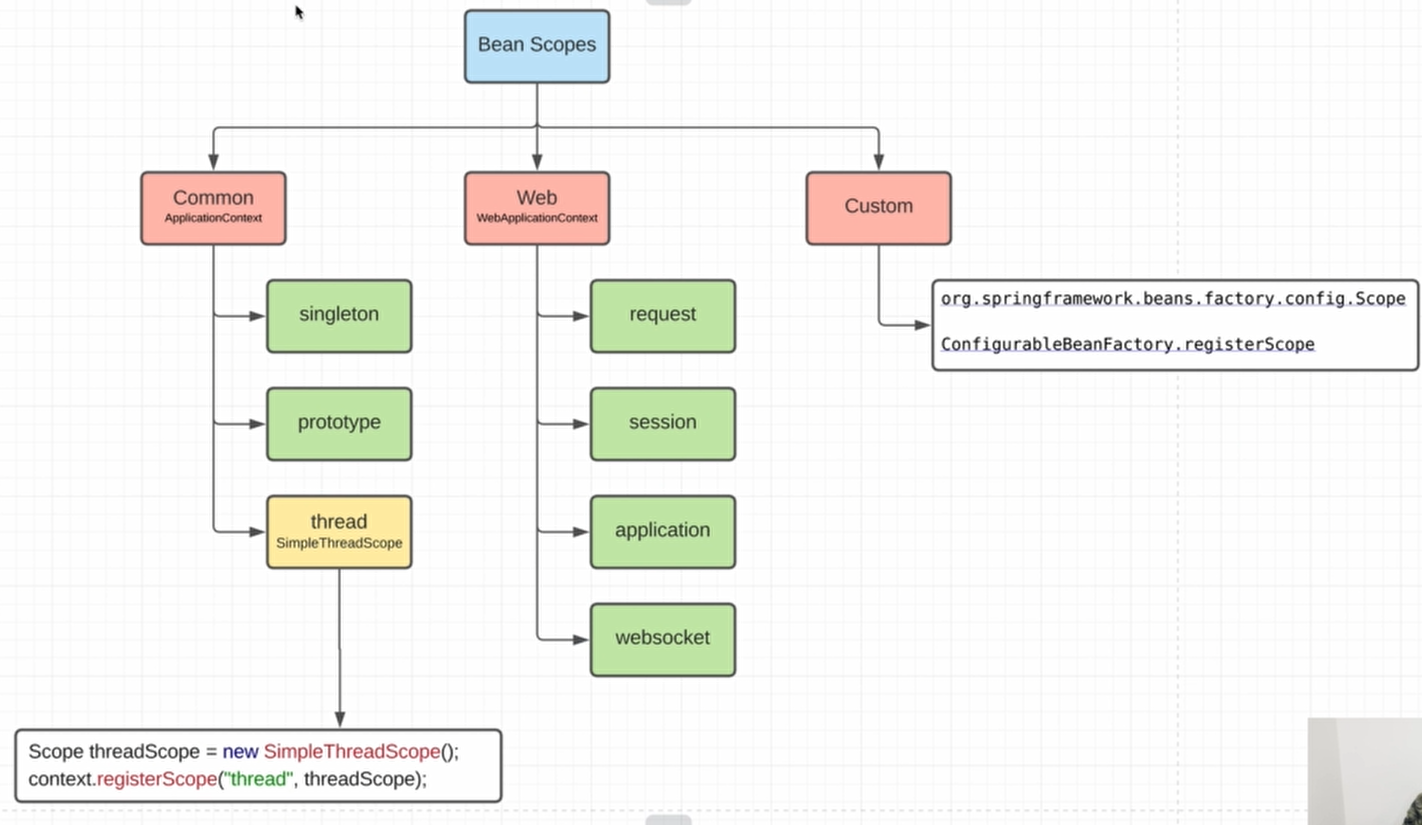 Bean Scopes
Common
ApplicationContext
Web
WebApplicationContext
Custom
singleton
prototype
thread
SimpleThreadScope
request
session
application
websocket
org.springframework.beans.factory.config.Scope
ConfigurableBeanFactory.registerScope
Scope threadScope = new SimpleThreadScope();
context.registerScope("thread", threadScope);